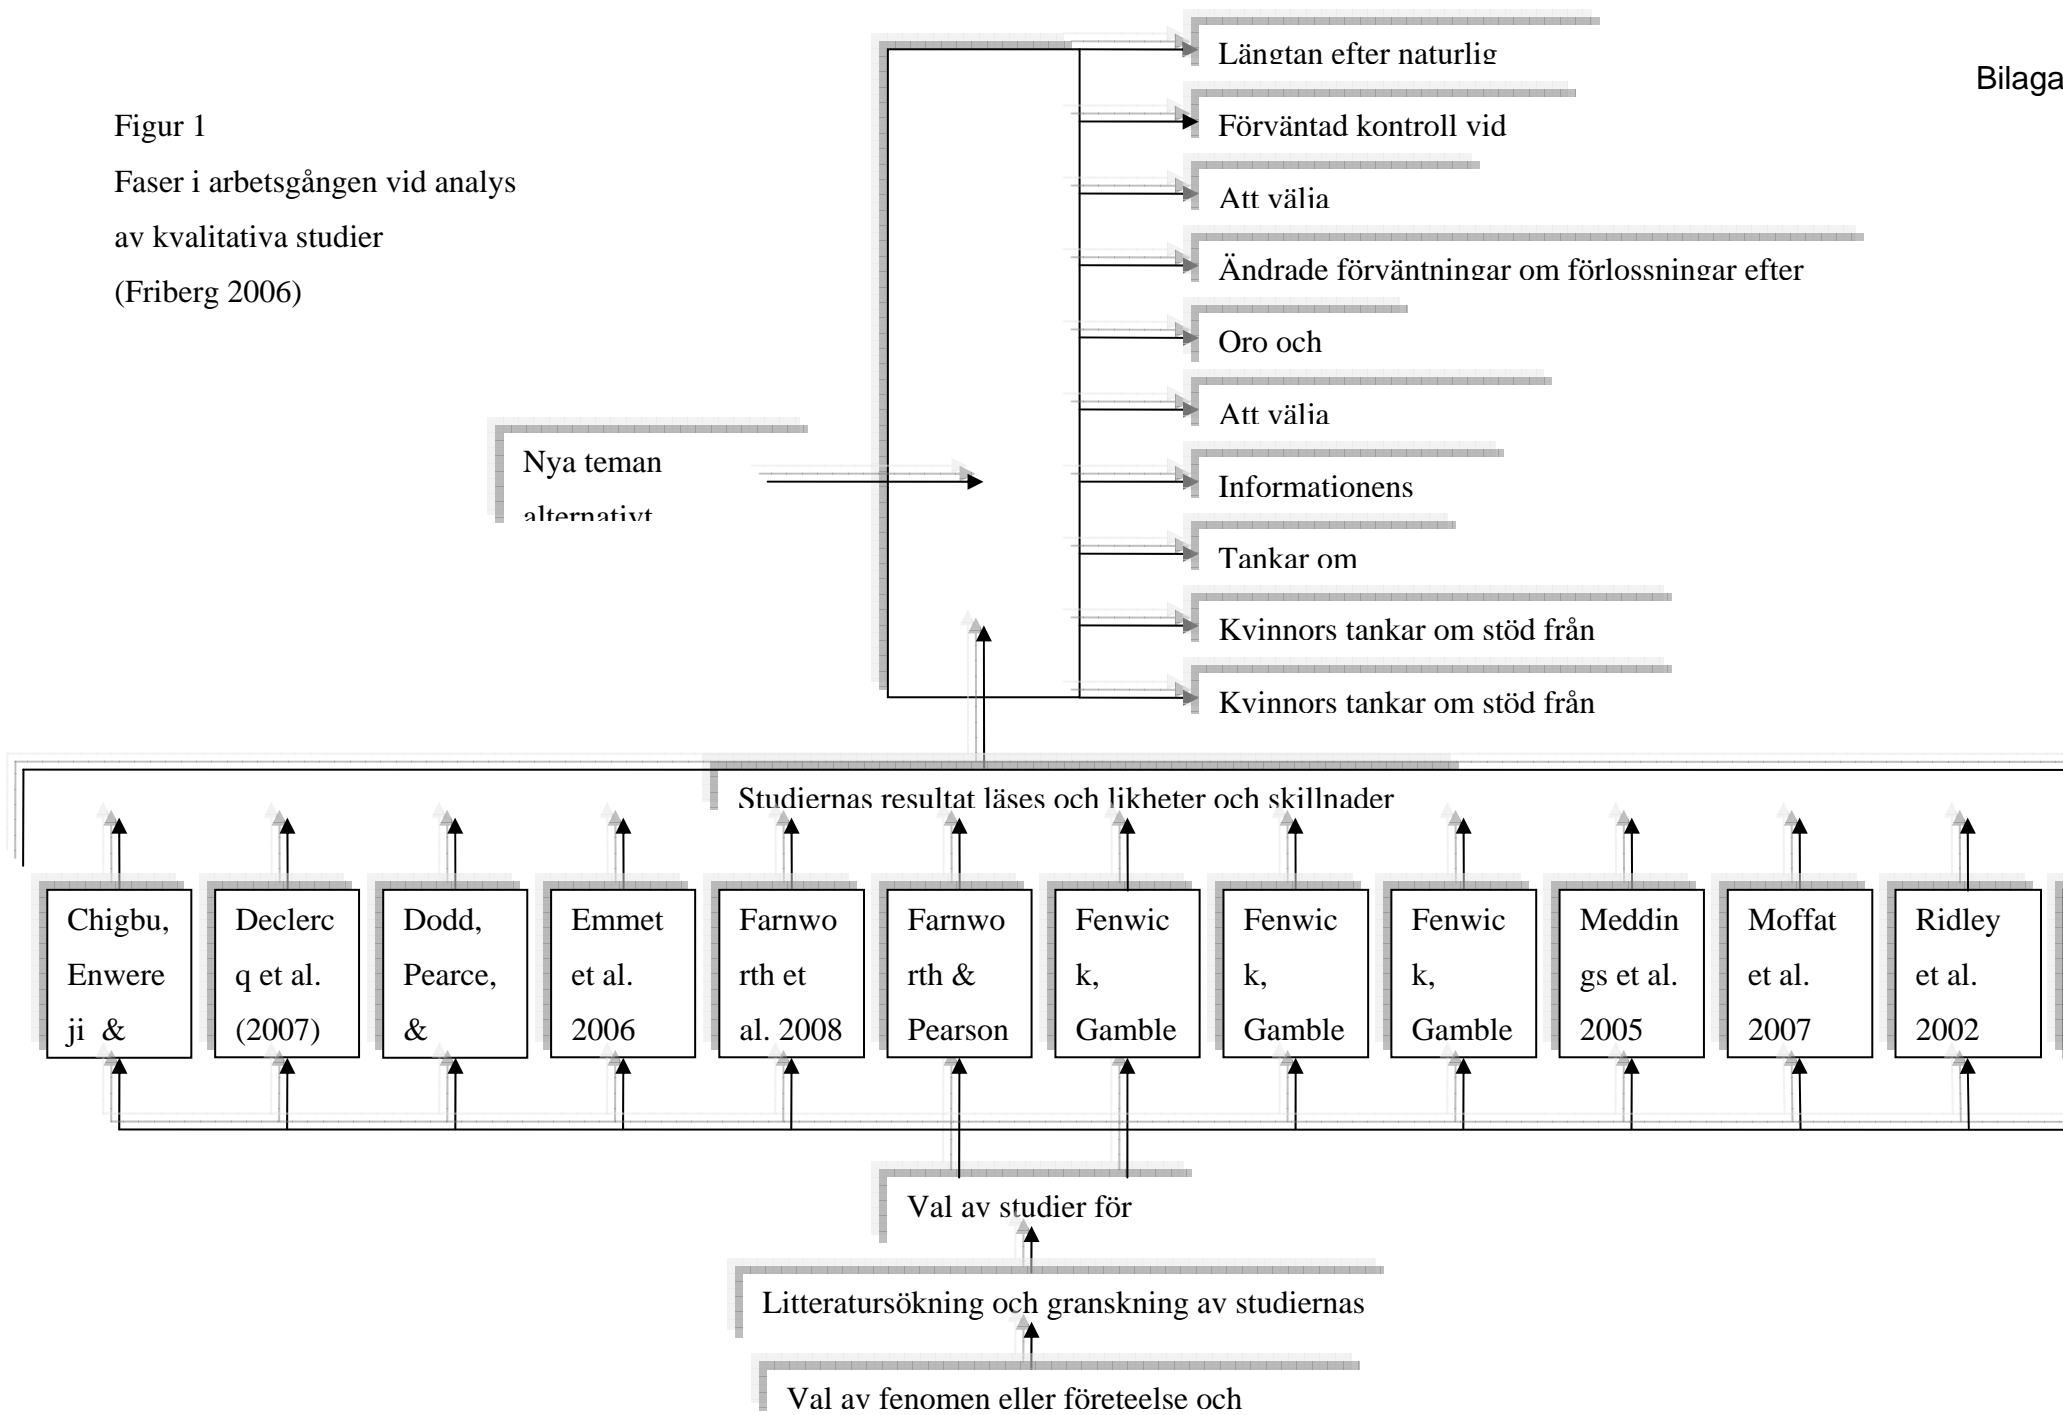 Bilaga
Figur 1
Faser i arbetsgången vid analys
av kvalitativa studier
(Friberg 2006)
Längtan efter naturlig
Förväntad kontroll vid
Att välja
Ändrade förväntningar om förlossningar efter
Oro och
Att välja
Informationens
Tankar om
Kvinnors tankar om stöd från
Kvinnors tankar om stöd från
Nya teman
alternativt
Studiernas resultat läses och likheter och skillnader
Chigbu,
Enwere
ji &
Declerc
q et al.
(2007)
Dodd,
Pearce,
&
Emmet
et al.
2006
Farnwo
rth et
al. 2008
Farnwo
rth &
Pearson
Fenwic
k,
Gamble
Fenwic
k,
Gamble
Fenwic
k,
Gamble
Meddin
gs et al.
2005
Moffat
et al.
2007
Ridley
et al.
2002
Val av studier för
Litteratursökning och granskning av studiernas
Val av fenomen eller företeelse och